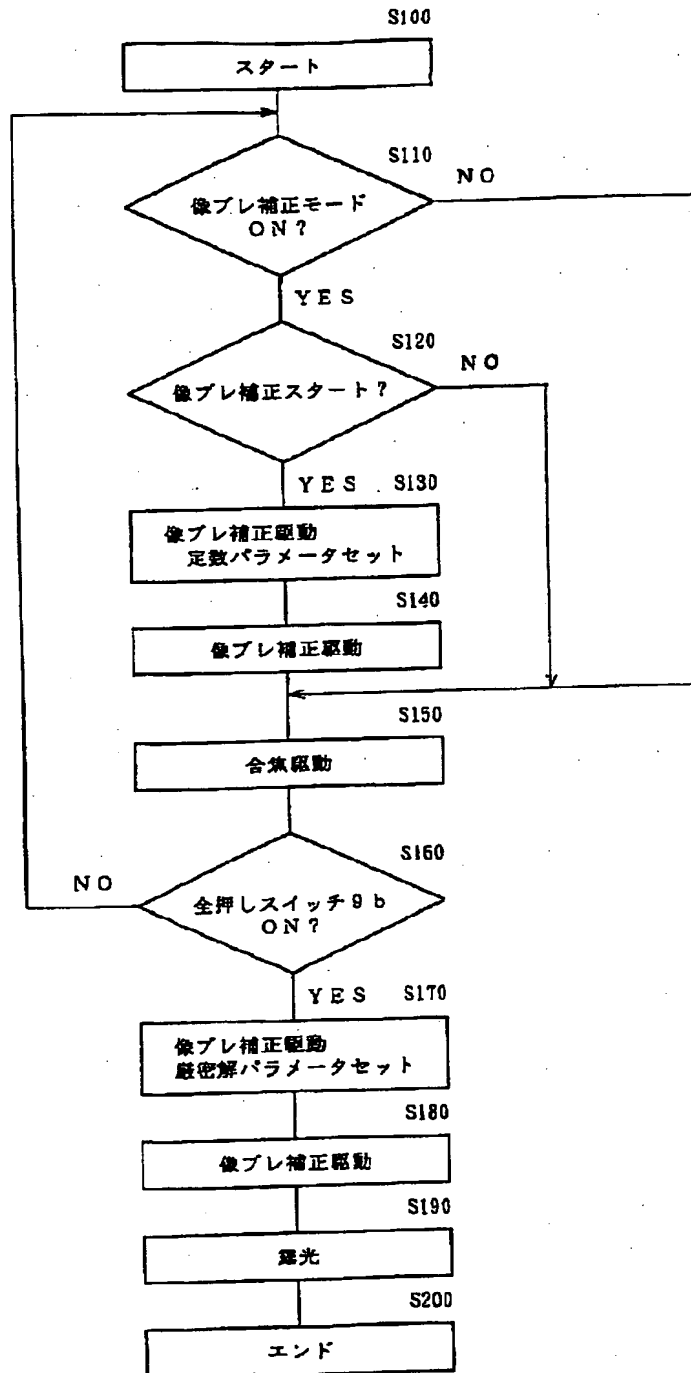 S100
スタート
S110
像ブレ補正モード
ON?
NO
YES
S120
像ブレ補正スタート?
NO
YES
S130
像ブレ補正駆動
定数パラメータセット
S140
像ブレ補正駆動
S150
合焦駆動
S160
全押しスイッチ9b
ON?
NO
YES
S170
像ブレ補正駆動
厳密解パラメータセット
S180
像ブレ補正駆動
S190
露光
S200
エンド